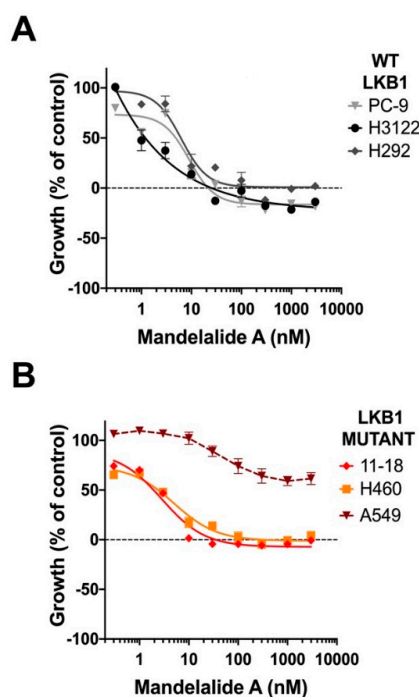 A
WT
LKB1
PC-9
H3122
H292
Growth (% of control)
100
50
0
-50
-100
1
10
100
1000
10000
Mandelalide A (nM)
B
LKB1
MUTANT
11-18
H460
A549
Growth (% of control)
100
50
0
-50
-100
1
10
100
1000
10000
Mandelalide A (nM)